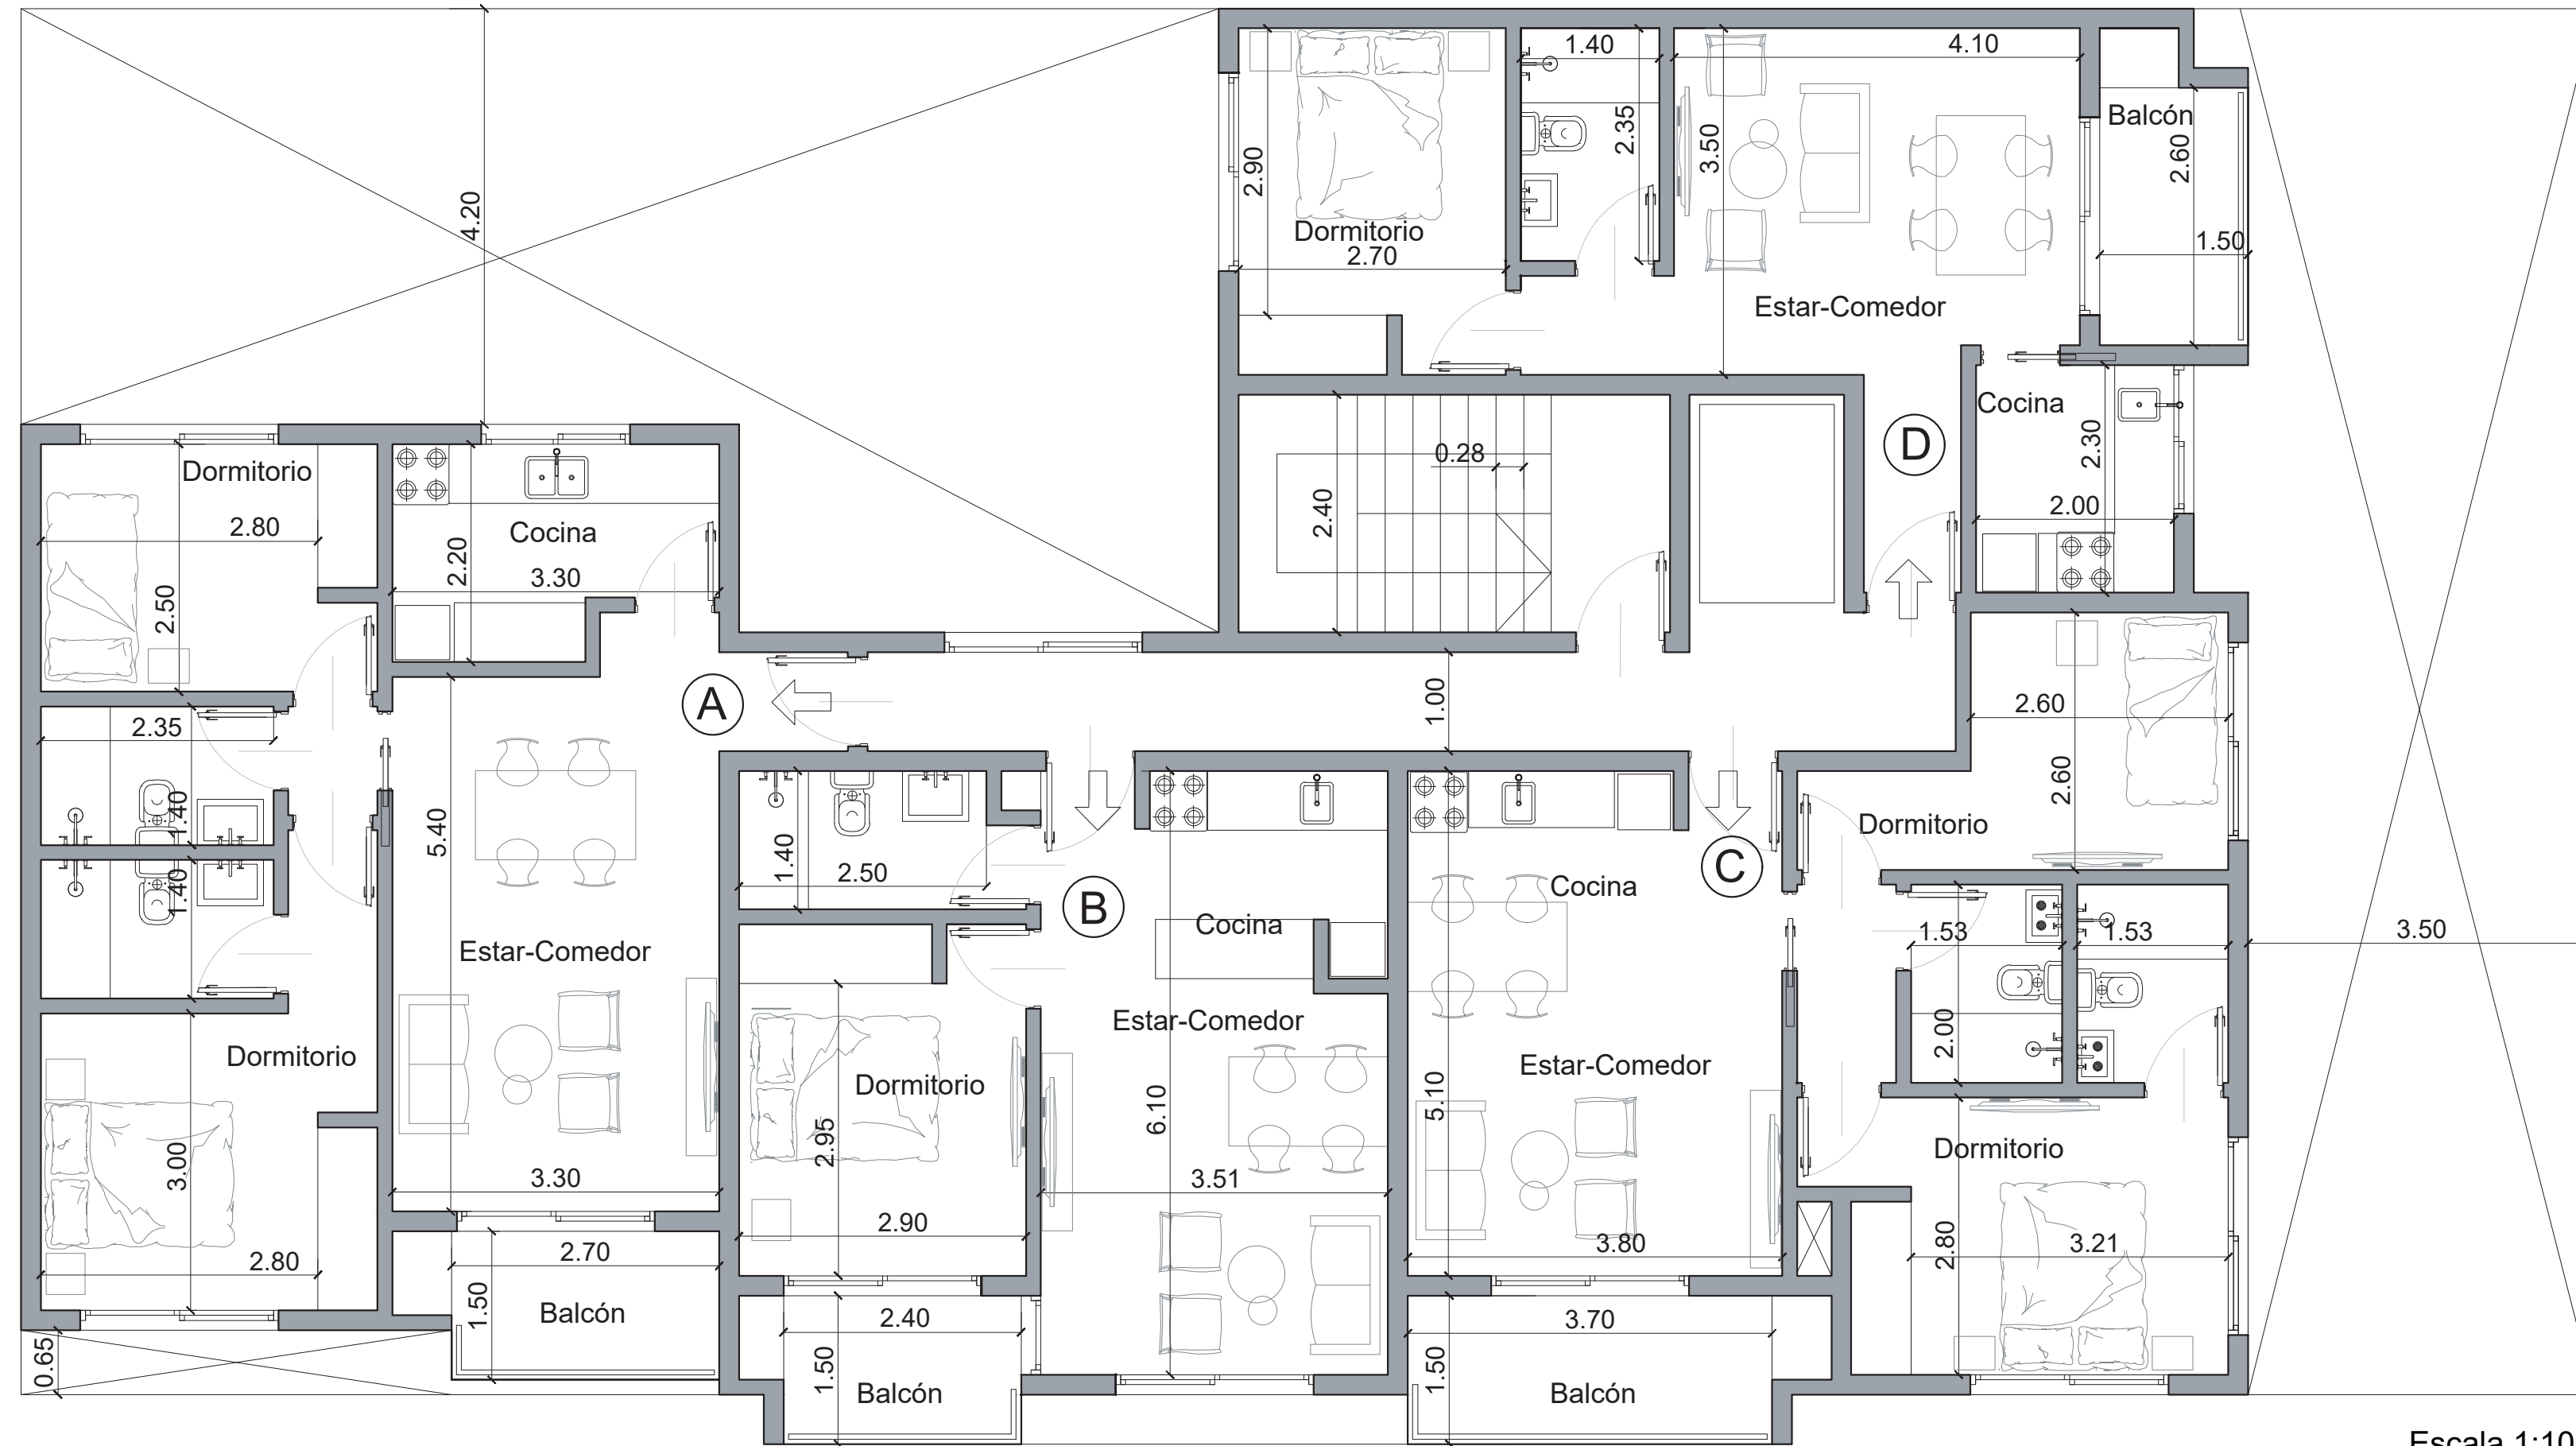 4.20
1.40
4.10
Balcón
2.35
3.50
2.60
2.90
Dormitorio
2.70
1.50
Estar-Comedor
Cocina
2.30
2.00
D
0.28
2.40
Dormitorio
2.80
2.50
Cocina
2.20
3.30
A
1.00
2.60
2.60
Dormitorio
2.35
1.40
1.40
5.40
1.40
2.50
B
Cocina
Cocina
C
1.53
1.53
2.00
3.50
Estar-Comedor
Estar-Comedor
Estar-Comedor
Dormitorio
3.00
2.80
3.30
Dormitorio
2.95
2.90
6.10
3.51
5.10
3.80
Dormitorio
2.80
3.21
2.70
1.50
Balcón
0.65
2.40
1.50
Balcón
3.70
1.50
Balcón
Escala 1:10